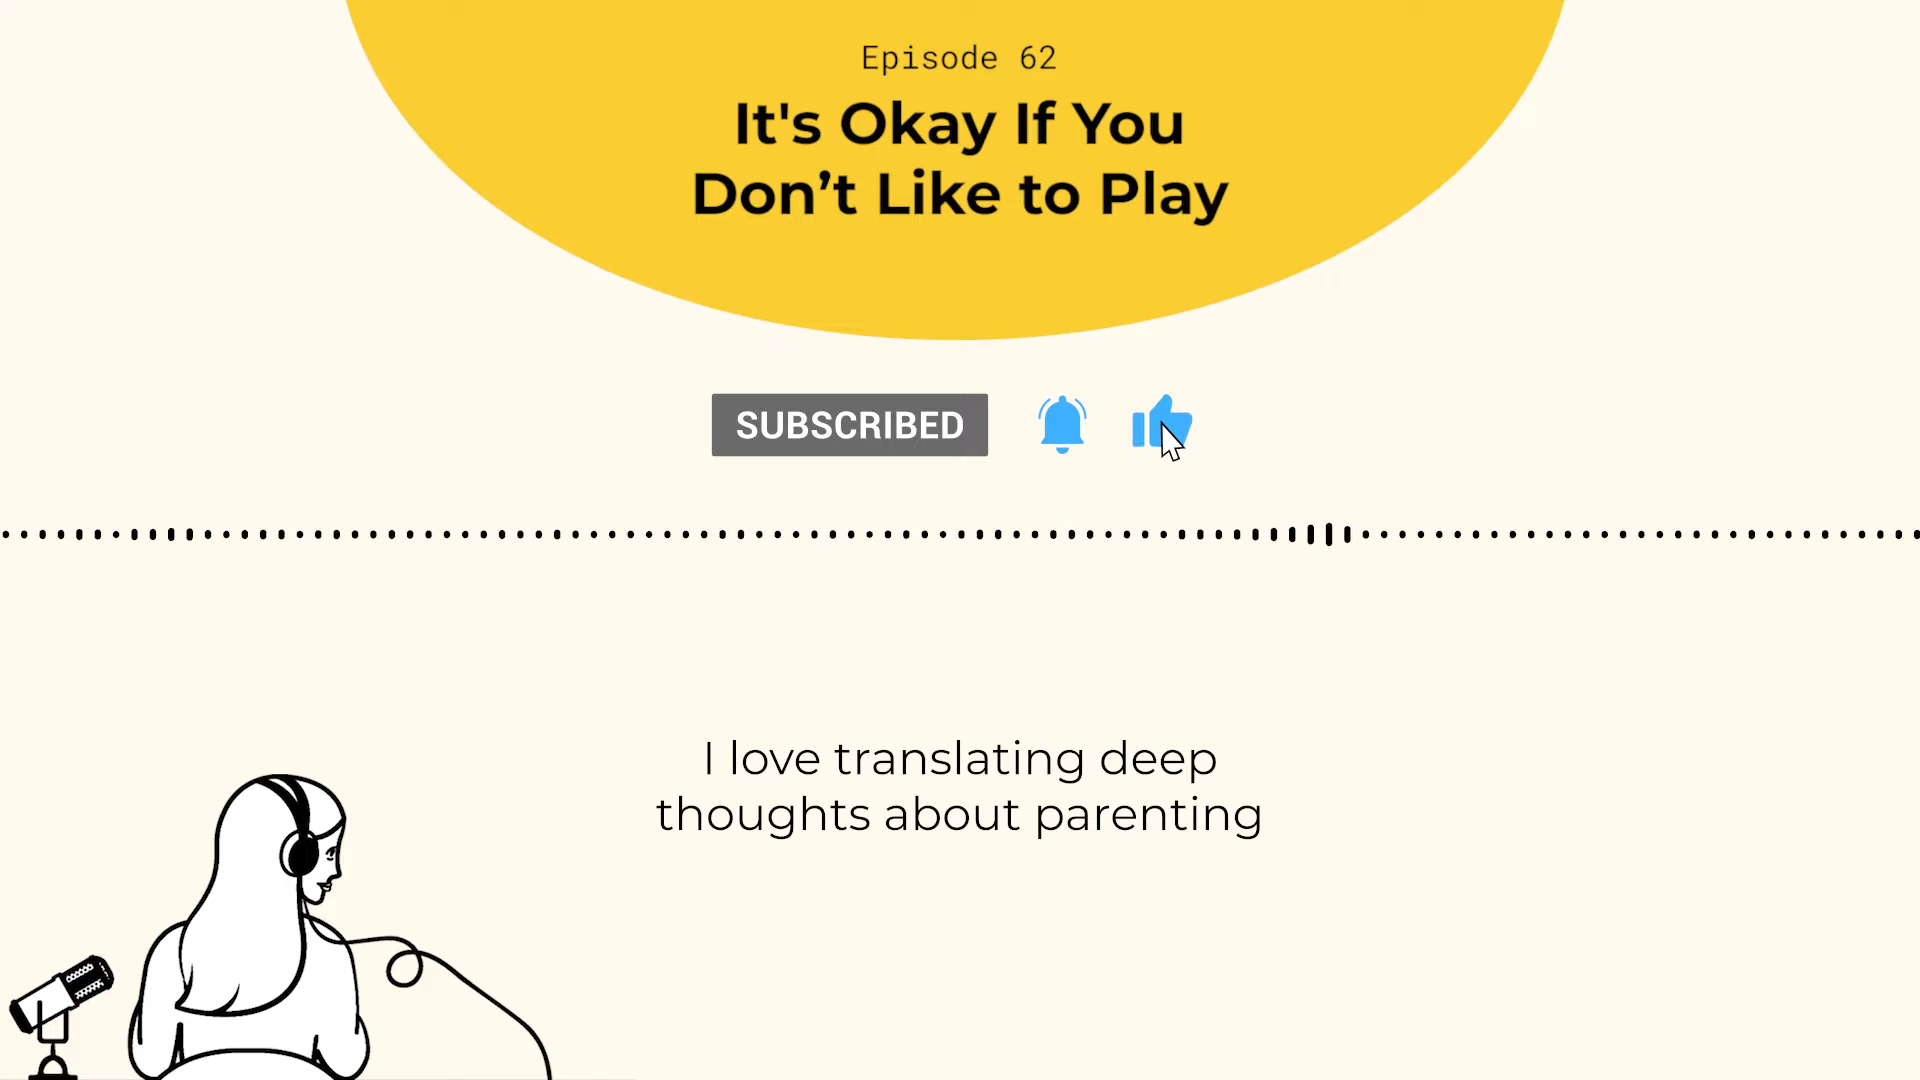 Episode 62
It's Okay If You
Don’t Like to Play
SUBSCRIBED
I love translating deep
thoughts about parenting